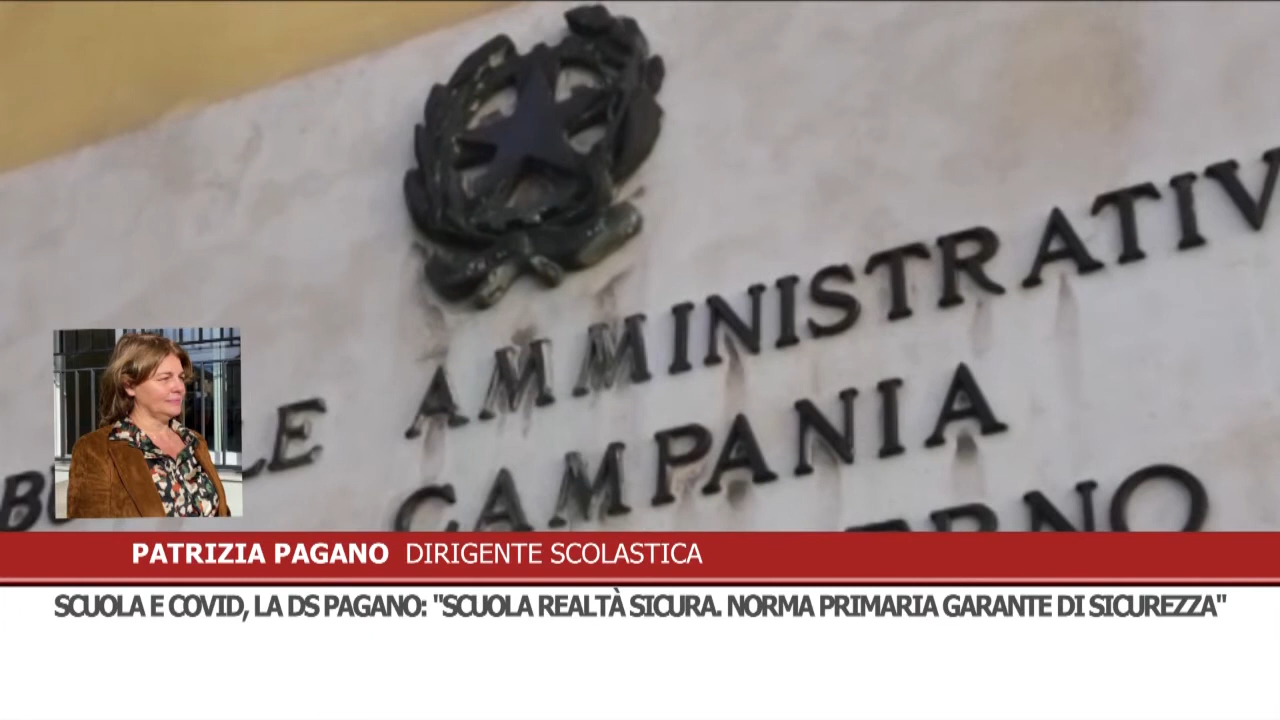 AMMINISTRATIV
CAMPANIA
PATRIZIA PAGANO DIRIGENTE SCOLASTICA
SCUOLA E COVID, LA DS PAGANO: "SCUOLA REALTÀ SICURA. NORMA PRIMARIA GARANTE DI SICUREZZA"